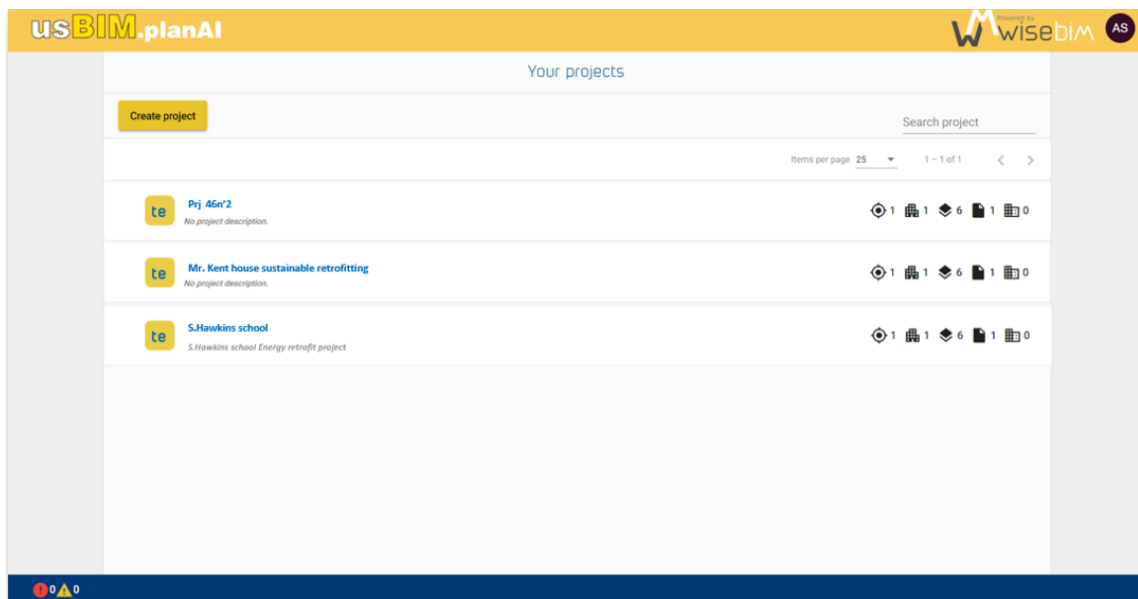 usBIM.planAI
Powered by
wisebim
AS
Your projects
Create project
Search project
Items per page 25
1 – 1 of 1
te
Prj 46n'2
No project description.
1 1 6 1 0
te
Mr. Kent house sustainable retrofitting
No project description.
1 1 6 1 0
te
S.Hawkins school
S.Hawkins school Energy retrofit project
1 1 6 1 0
! 0 ! 0